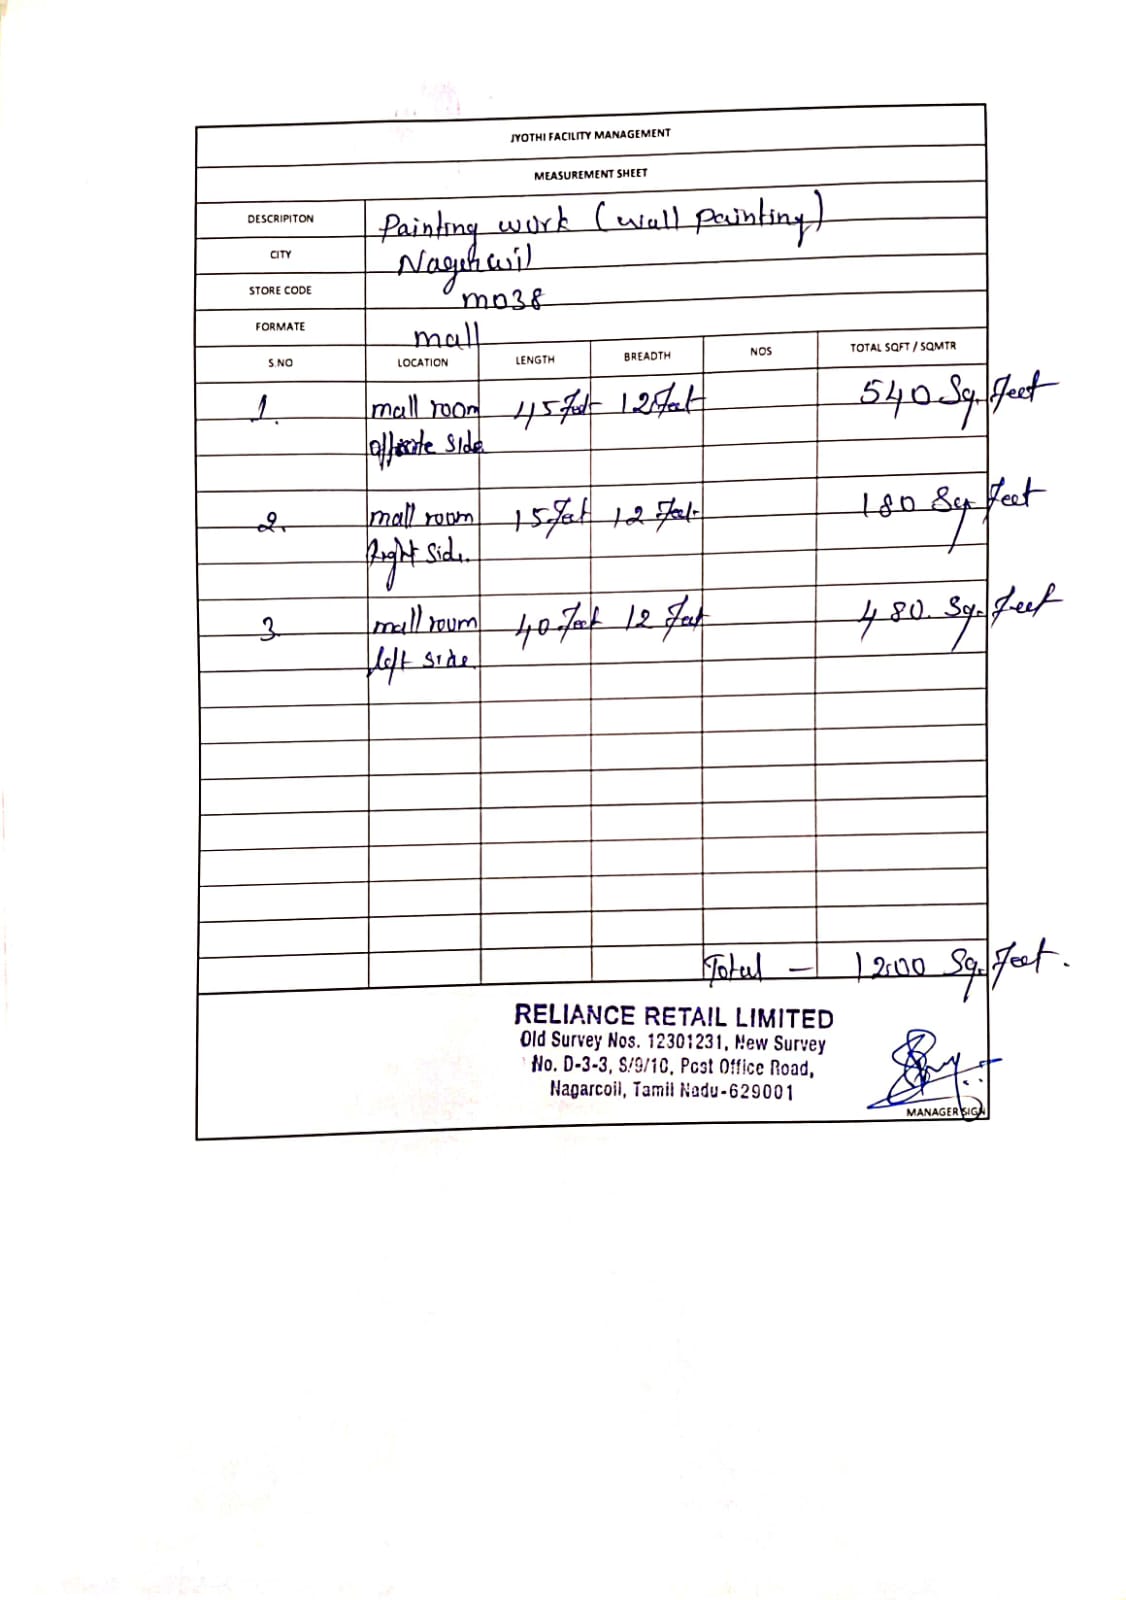 JYOTHI FACILITY MANAGEMENT
MEASUREMENT SHEET
DESCRIPITON Painting work (wall painting)
CITY Nagercoil
STORE CODE m038
FORMATE mall
S.NO LOCATION LENGTH BREADTH NOS TOTAL SQFT / SQMTR
1. mall room 45 Feet 12 Feet 540 Sq. Feet
offisite side
2. mall room 15 Feet 12 Feet 180 Sq. Feet
Right side.
3. mall room 40 Feet 12 Feet 480. Sq. Feet
left side
Total - 1200 Sq. Feet.
RELIANCE RETAIL LIMITED
Old Survey Nos. 12301231, New Survey
No. D-3-3, S/9/10, Post Office Road,
Nagarcoil, Tamil Nadu-629001
MANAGER SIGN